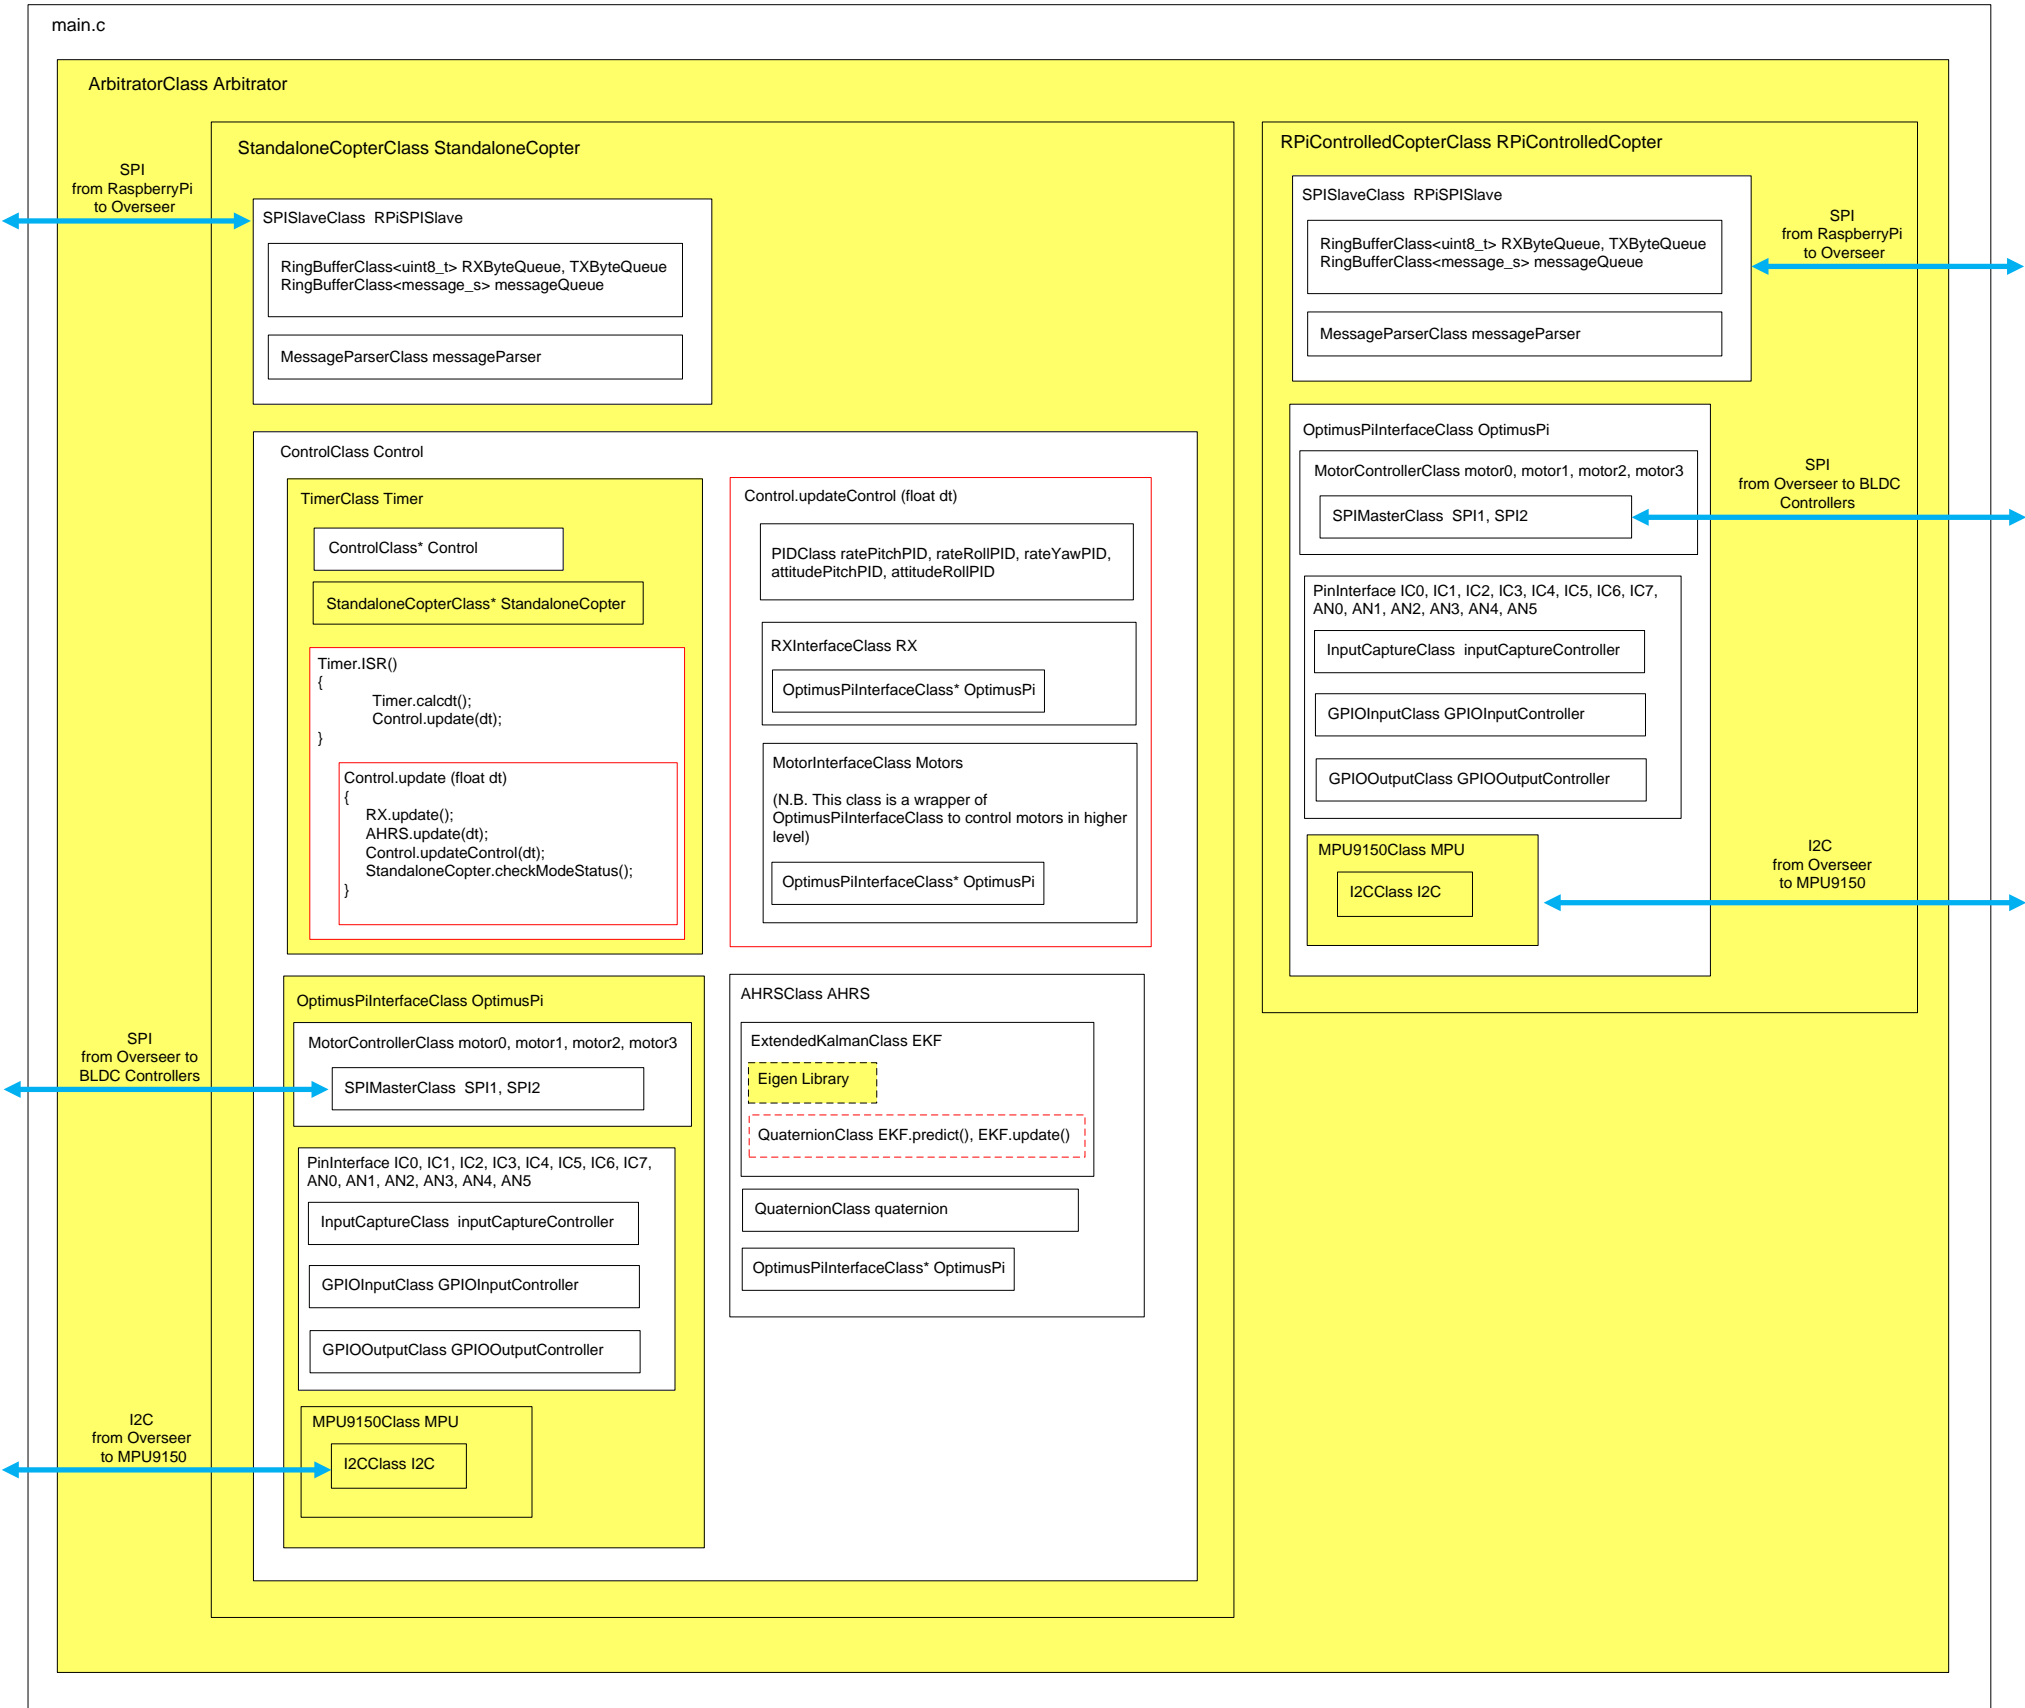 main.c
ArbitratorClass Arbitrator
SPI
from RaspberryPi
to Overseer
StandaloneCopterClass StandaloneCopter
SPISlaveClass  RPiSPISlave
RingBufferClass<uint8_t> RXByteQueue, TXByteQueue
RingBufferClass<message_s> messageQueue
MessageParserClass messageParser
ControlClass Control
TimerClass Timer
ControlClass* Control
StandaloneCopterClass* StandaloneCopter
Timer.ISR()
{
Timer.calcdt();
Control.update(dt);
}
Control.update (float dt)
{
RX.update();
AHRS.update(dt);
Control.updateControl(dt);
StandaloneCopter.checkModeStatus();
}
Control.updateControl (float dt)
PIDClass ratePitchPID, rateRollPID, rateYawPID,
attitudePitchPID, attitudeRollPID
RXInterfaceClass RX
OptimusPiInterfaceClass* OptimusPi
MotorInterfaceClass Motors
(N.B. This class is a wrapper of
OptimusPiInterfaceClass to control motors in higher
level)
OptimusPiInterfaceClass* OptimusPi
SPI
from Overseer to
BLDC Controllers
OptimusPiInterfaceClass OptimusPi
MotorControllerClass motor0, motor1, motor2, motor3
SPIMasterClass  SPI1, SPI2
PinInterface IC0, IC1, IC2, IC3, IC4, IC5, IC6, IC7,
AN0, AN1, AN2, AN3, AN4, AN5
InputCaptureClass  inputCaptureController
GPIOInputClass GPIOInputController
GPIOOutputClass GPIOOutputController
I2C
from Overseer
to MPU9150
MPU9150Class MPU
I2CClass I2C
AHRSClass AHRS
ExtendedKalmanClass EKF
Eigen Library
QuaternionClass EKF.predict(), EKF.update()
QuaternionClass quaternion
OptimusPiInterfaceClass* OptimusPi
RPiControlledCopterClass RPiControlledCopter
SPISlaveClass  RPiSPISlave
RingBufferClass<uint8_t> RXByteQueue, TXByteQueue
RingBufferClass<message_s> messageQueue
MessageParserClass messageParser
SPI
from RaspberryPi
to Overseer
OptimusPiInterfaceClass OptimusPi
MotorControllerClass motor0, motor1, motor2, motor3
SPIMasterClass  SPI1, SPI2
SPI
from Overseer to BLDC
Controllers
PinInterface IC0, IC1, IC2, IC3, IC4, IC5, IC6, IC7,
AN0, AN1, AN2, AN3, AN4, AN5
InputCaptureClass  inputCaptureController
GPIOInputClass GPIOInputController
GPIOOutputClass GPIOOutputController
MPU9150Class MPU
I2CClass I2C
I2C
from Overseer
to MPU9150